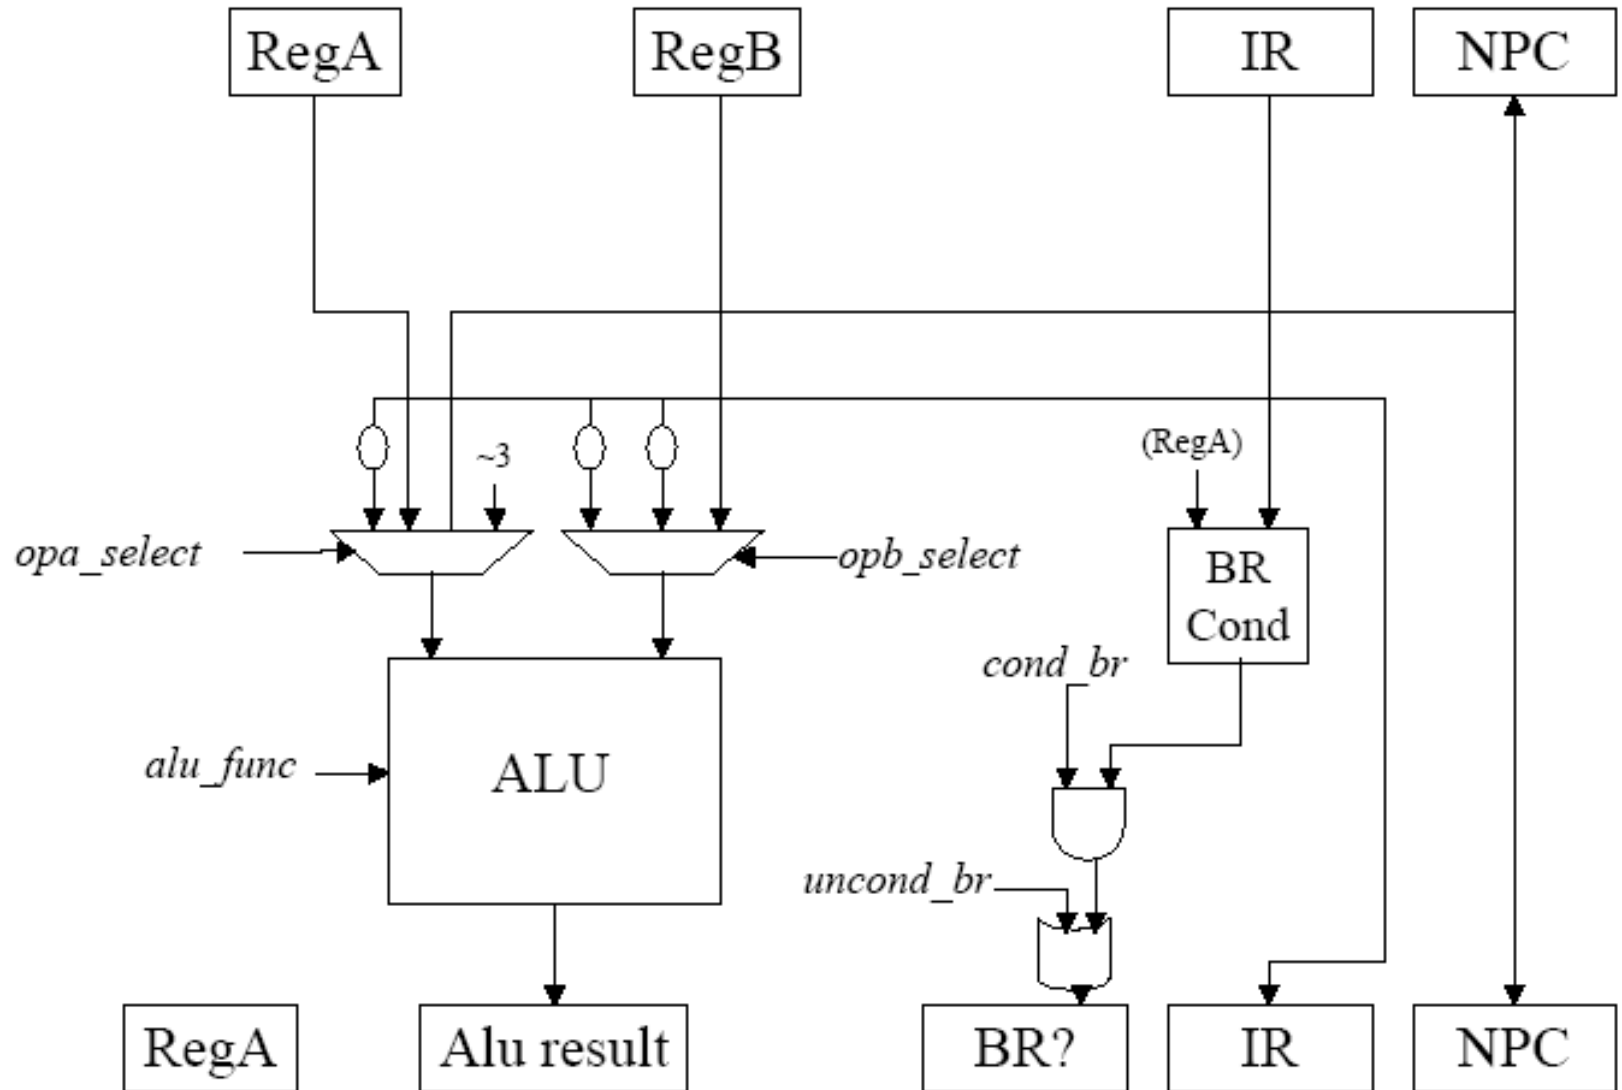 RegA
RegB
IR
NPC
(RegA)
~3
opa_select
opb_select
BR
Cond
cond_br
alu_func
ALU
uncond_br
RegA
Alu result
BR?
IR
NPC